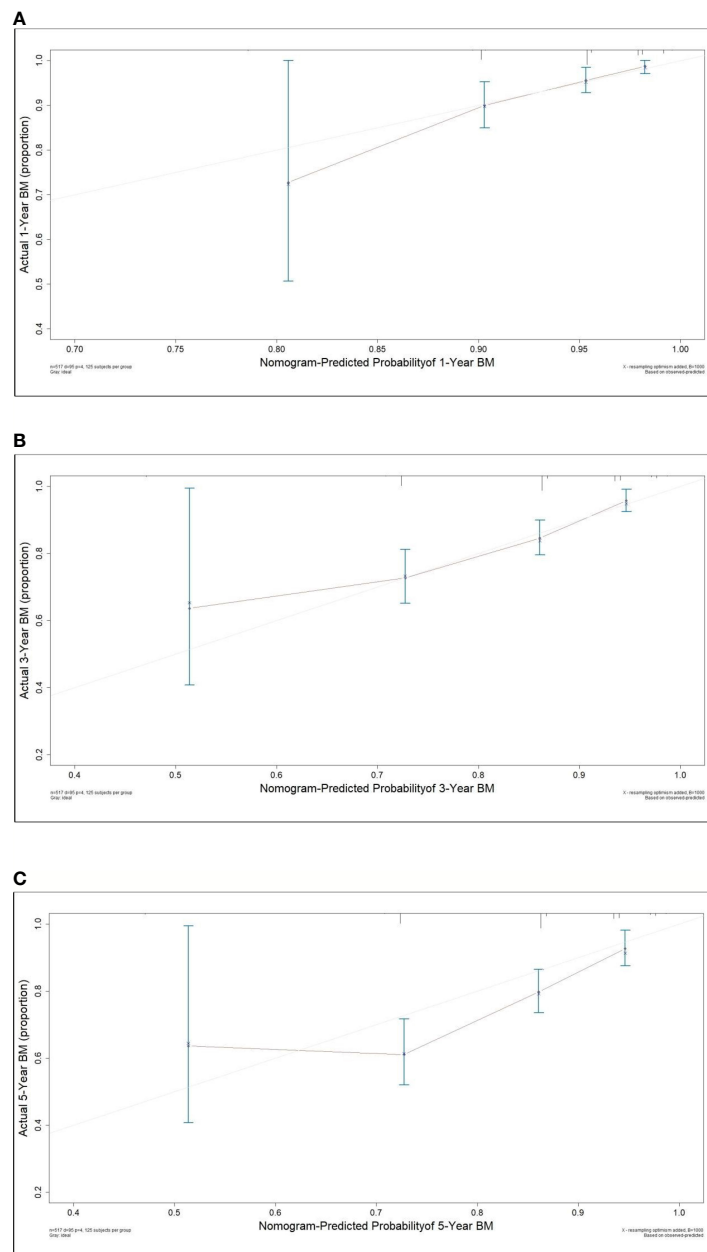 A
Actual 1-Year BM (proportion)
1.0
0.9
0.8
0.7
0.6
0.5
0.4
0.70
0.75
0.80
0.85
0.90
0.95
1.00
Nomogram-Predicted Probabilityof 1-Year BM
n=517 d=95 p=4, 125 subjects per group
Gray: ideal
X - resampling optimism added, B=1000
Based on observed-predicted
B
Actual 3-Year BM (proportion)
1.0
0.8
0.6
0.4
0.2
0.4
0.5
0.6
0.7
0.8
0.9
1.0
Nomogram-Predicted Probabilityof 3-Year BM
n=517 d=95 p=4, 125 subjects per group
Gray: ideal
X - resampling optimism added, B=1000
Based on observed-predicted
C
Actual 5-Year BM (proportion)
1.0
0.8
0.6
0.4
0.2
0.4
0.5
0.6
0.7
0.8
0.9
1.0
Nomogram-Predicted Probabilityof 5-Year BM
n=517 d=95 p=4, 125 subjects per group
Gray: ideal
X - resampling optimism added, B=1000
Based on observed-predicted